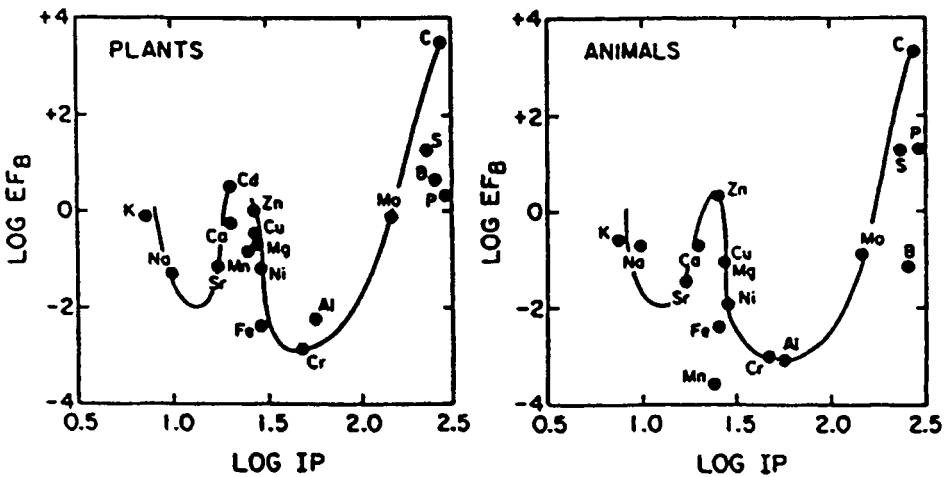 +4
PLANTS
C
+2
S
B
P
Cd
Zn
K
0
Ca
Cu
Mo
Mg
Mn
Na
Sr
Ni
-2
Al
Fe
Cr
-4
0.5 1.0 1.5 2.0 2.5
LOG IP
LOG EFB
+4
ANIMALS
C
+2
P
S
Zn
0
K
Na
Ca
Cu
Mg
Mo
B
Sr
Ni
-2
Fe
Cr
Al
Mn
-4
0.5 1.0 1.5 2.0 2.5
LOG IP
LOG EFB